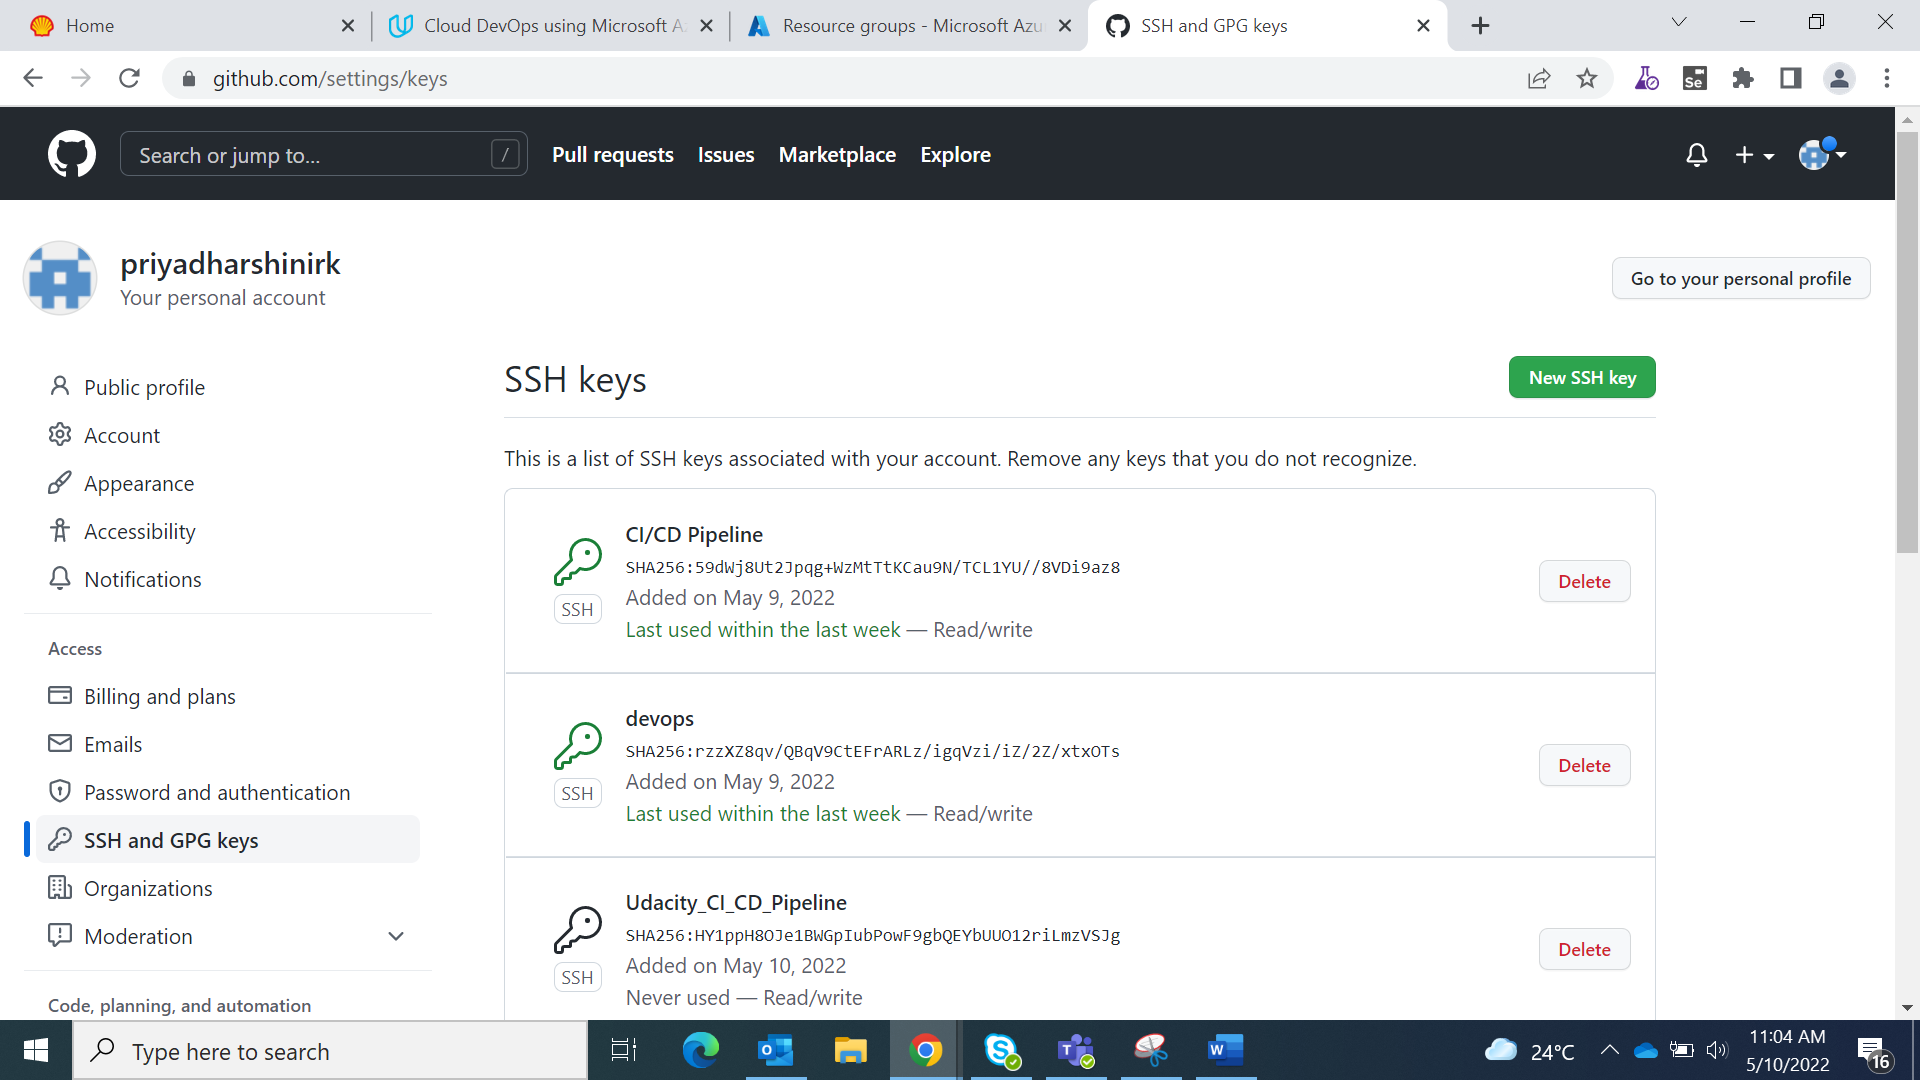 Home
Cloud DevOps using Microsoft A
Resource groups - Microsoft Azu
SSH and GPG keys
github.com/settings/keys
Se
Search or jump to...
/
Pull requests
Issues
Marketplace
Explore
priyadharshinirk
Your personal account
Go to your personal profile
Public profile
Account
Appearance
Accessibility
Notifications
Access
Billing and plans
Emails
Password and authentication
SSH and GPG keys
Organizations
Moderation
Code, planning, and automation
SSH keys
New SSH key
This is a list of SSH keys associated with your account. Remove any keys that you do not recognize.
CI/CD Pipeline
SHA256:59dWj8Ut2Jpqg+WzMtTtKCau9N/TCL1YU//8VDi9az8
Added on May 9, 2022
Last used within the last week — Read/write
SSH
Delete
devops
SHA256:rzzXZ8qv/QBqV9CtEFrARLz/igqVzi/iZ/2Z/xtxOTs
Added on May 9, 2022
Last used within the last week — Read/write
SSH
Delete
Udacity_CI_CD_Pipeline
SHA256:HY1ppH8OJe1BWGpIubPowF9gbQEYbUUO12riLmzVSJg
Added on May 10, 2022
Never used — Read/write
SSH
Delete
Type here to search
24°C
11:04 AM
5/10/2022
16